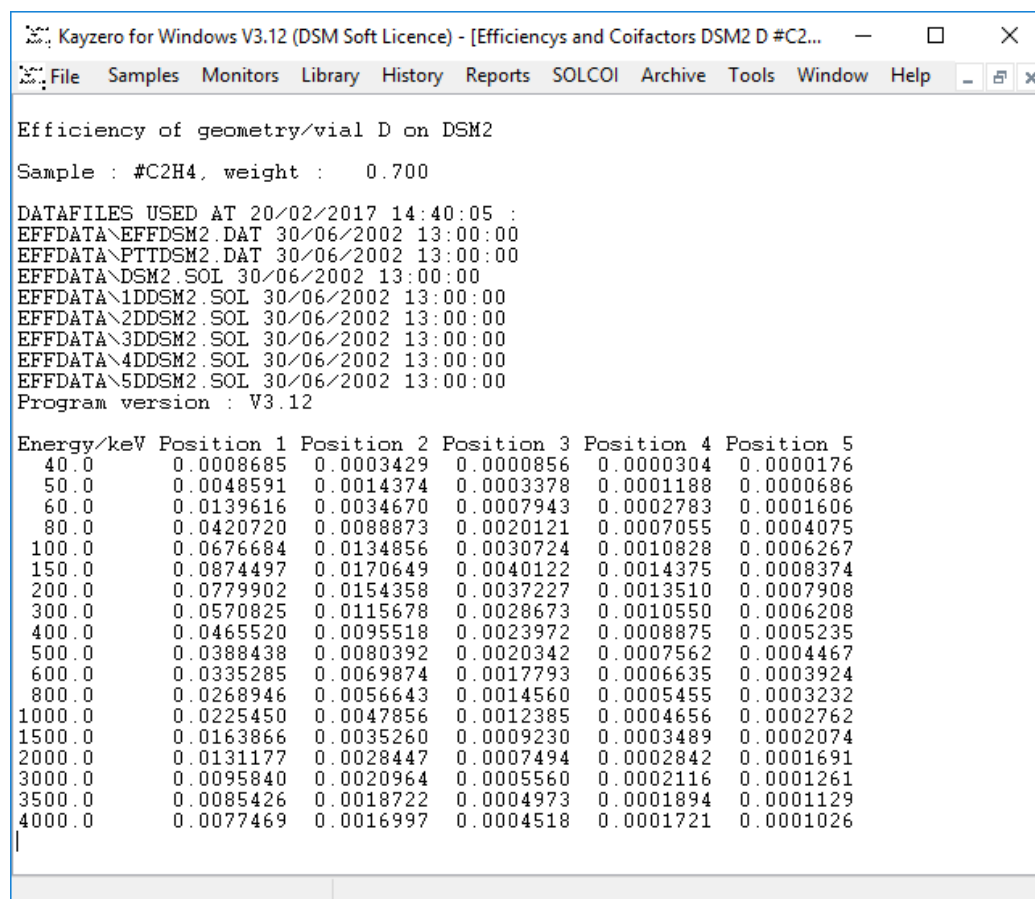 Kayzero for Windows V3.12 (DSM Soft Licence) - [Efficiencys and Coifactors DSM2 D #C2...
File Samples Monitors Library History Reports SOLCOI Archive Tools Window Help
Efficiency of geometry/vial D on DSM2
Sample : #C2H4, weight : 0.700
DATAFILES USED AT 20/02/2017 14:40:05 :
EFFDATA\EFFDSM2.DAT 30/06/2002 13:00:00
EFFDATA\PTTDSM2.DAT 30/06/2002 13:00:00
EFFDATA\DSM2.SOL 30/06/2002 13:00:00
EFFDATA\1DDSM2.SOL 30/06/2002 13:00:00
EFFDATA\2DDSM2.SOL 30/06/2002 13:00:00
EFFDATA\3DDSM2.SOL 30/06/2002 13:00:00
EFFDATA\4DDSM2.SOL 30/06/2002 13:00:00
EFFDATA\5DDSM2.SOL 30/06/2002 13:00:00
Program version : V3.12
Energy/keV Position 1 Position 2 Position 3 Position 4 Position 5
40.0 0.0008685 0.0003429 0.0000856 0.0000304 0.0000176
50.0 0.0048591 0.0014374 0.0003378 0.0001188 0.0000686
60.0 0.0139616 0.0034670 0.0007943 0.0002783 0.0001606
80.0 0.0420720 0.0088873 0.0020121 0.0007055 0.0004075
100.0 0.0676684 0.0134856 0.0030724 0.0010828 0.0006267
150.0 0.0874497 0.0170649 0.0040122 0.0014375 0.0008374
200.0 0.0779902 0.0154358 0.0037227 0.0013510 0.0007908
300.0 0.0570825 0.0115678 0.0028673 0.0010550 0.0006208
400.0 0.0465520 0.0095518 0.0023972 0.0008875 0.0005235
500.0 0.0388438 0.0080392 0.0020342 0.0007562 0.0004467
600.0 0.0335285 0.0069874 0.0017793 0.0006635 0.0003924
800.0 0.0268946 0.0056643 0.0014560 0.0005455 0.0003232
1000.0 0.0225450 0.0047856 0.0012385 0.0004656 0.0002762
1500.0 0.0163866 0.0035260 0.0009230 0.0003489 0.0002074
2000.0 0.0131177 0.0028447 0.0007494 0.0002842 0.0001691
3000.0 0.0095840 0.0020964 0.0005560 0.0002116 0.0001261
3500.0 0.0085426 0.0018722 0.0004973 0.0001894 0.0001129
4000.0 0.0077469 0.0016997 0.0004518 0.0001721 0.0001026